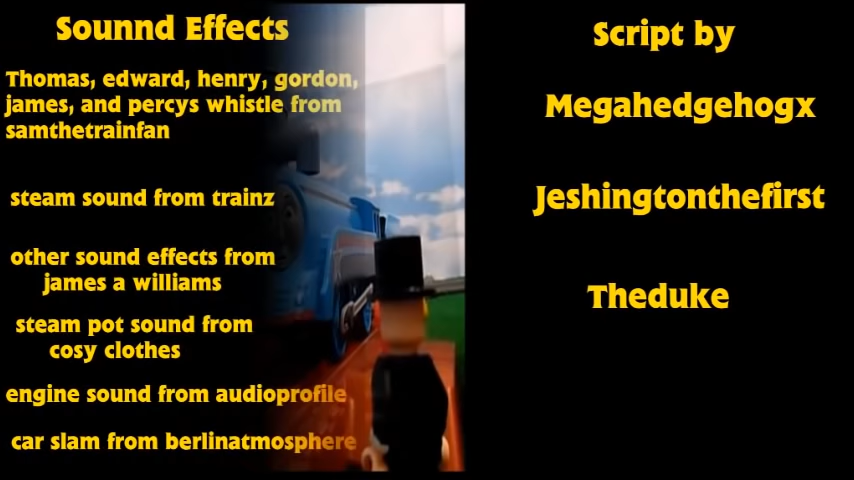 Sounnd Effects
Thomas, edward, henry, gordon,
james, and percys whistle from
samthetrainfan
steam sound from trainz
other sound effects from
james a williams
steam pot sound from
cosy clothes
engine sound from audioprofile
car slam from berlinatmosphere
Script by
Megahedgehogx
Jeshingtonthefirst
Theduke